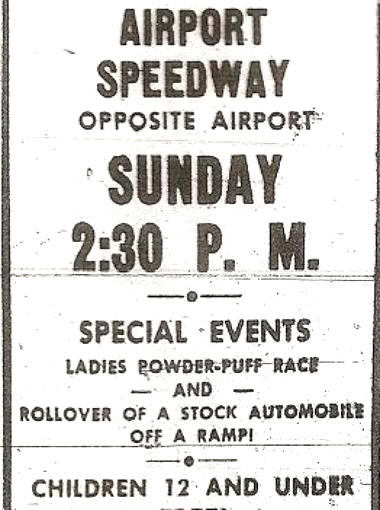 AIRPORT
SPEEDWAY
OPPOSITE AIRPORT
SUNDAY
2:30 P. M.
SPECIAL EVENTS
LADIES POWDER-PUFF RACE
— AND —
ROLLOVER OF A STOCK AUTOMOBILE
OFF A RAMP!
CHILDREN 12 AND UNDER